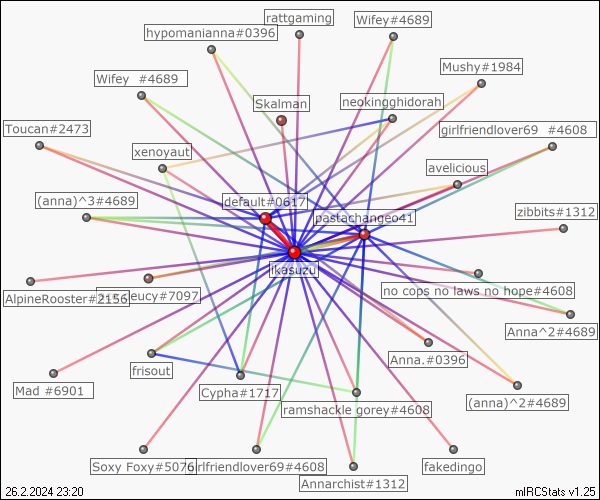 rattgaming
Wifey#4689
hypomanianna#0396
Mushy#1984
Wifey  #4689
Skalman
neokingghidorah
Toucan#2473
girlfriendlover69  #4608
xenoyaut
avelicious
(anna)^3#4689
default#0617
pastachangeo41
zibbits#1312
ikasuzu
no cops no laws no hope#4608
AlpineRooster#2156
eucy#7097
Anna^2#4689
frisout
Anna.#0396
Mad #6901
Cypha#1717
ramshackle gorey#4608
(anna)^2#4689
Soxy Foxy#5076
girlfriendlover69#4608
Annarchist#1312
fakedingo
26.2.2024 23:20
mIRCStats v1.25